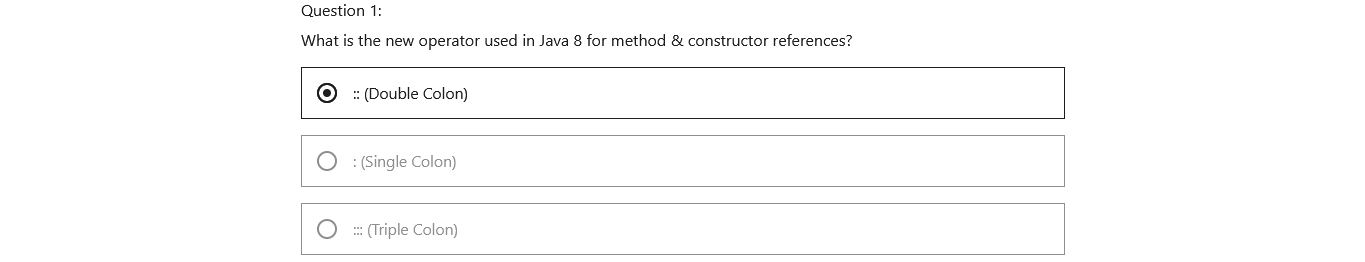 Question 1:
What is the new operator used in Java 8 for method & constructor references?
:: (Double Colon)
: (Single Colon)
::: (Triple Colon)